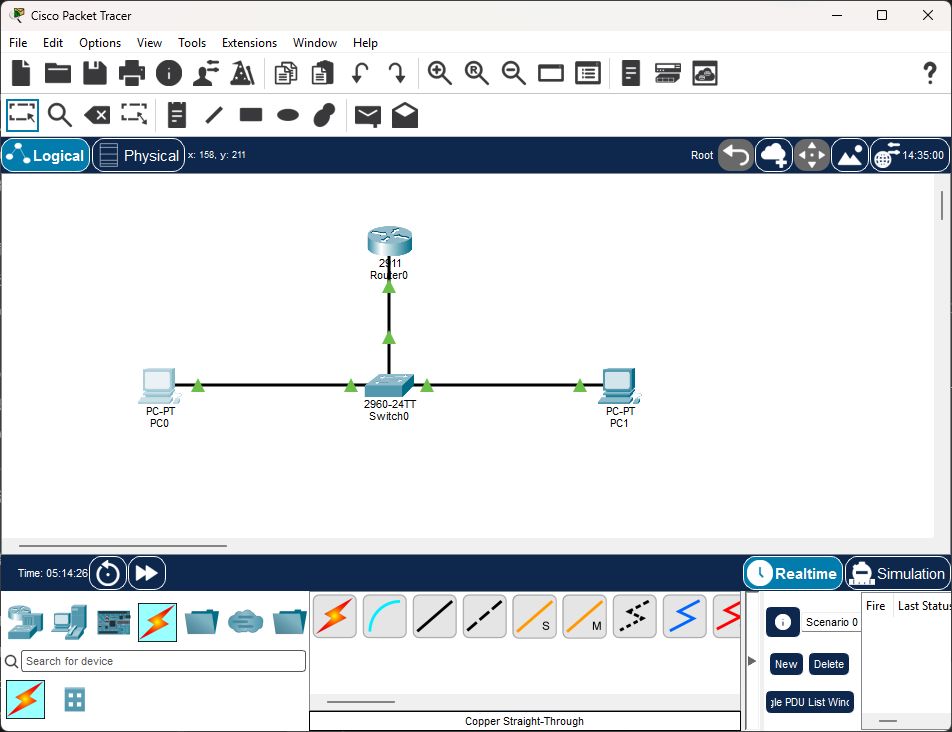 Cisco Packet Tracer
File Edit Options View Tools Extensions Window Help
R
?
Logical Physical x: 158, y: 211 Root 14:35:00
2911
Router0
PC-PT
PC0
2960-24TT
Switch0
PC-PT
PC1
Time: 05:14:26 Realtime Simulation
S M
Search for device
Copper Straight-Through
Scenario 0
New Delete
gle PDU List Wind
Fire Last Status